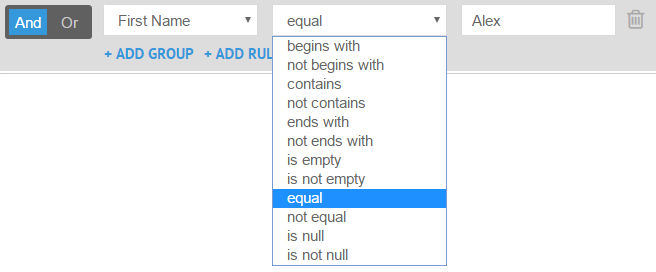 And Or First Name equal Alex
+ ADD GROUP + ADD RUL
begins with
not begins with
contains
not contains
ends with
not ends with
is empty
is not empty
equal
not equal
is null
is not null